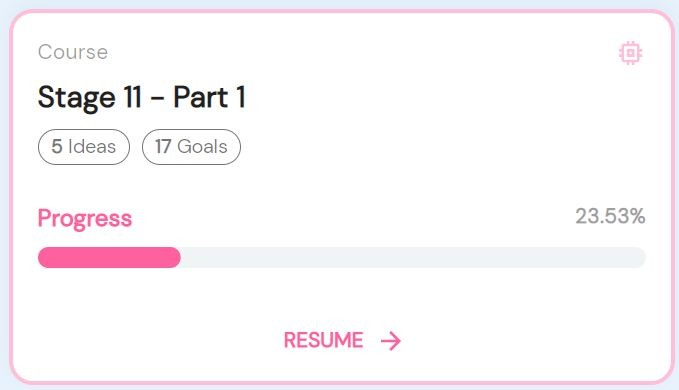 Course
Stage 11 - Part 1
5 Ideas 17 Goals
Progress 23.53%
RESUME →